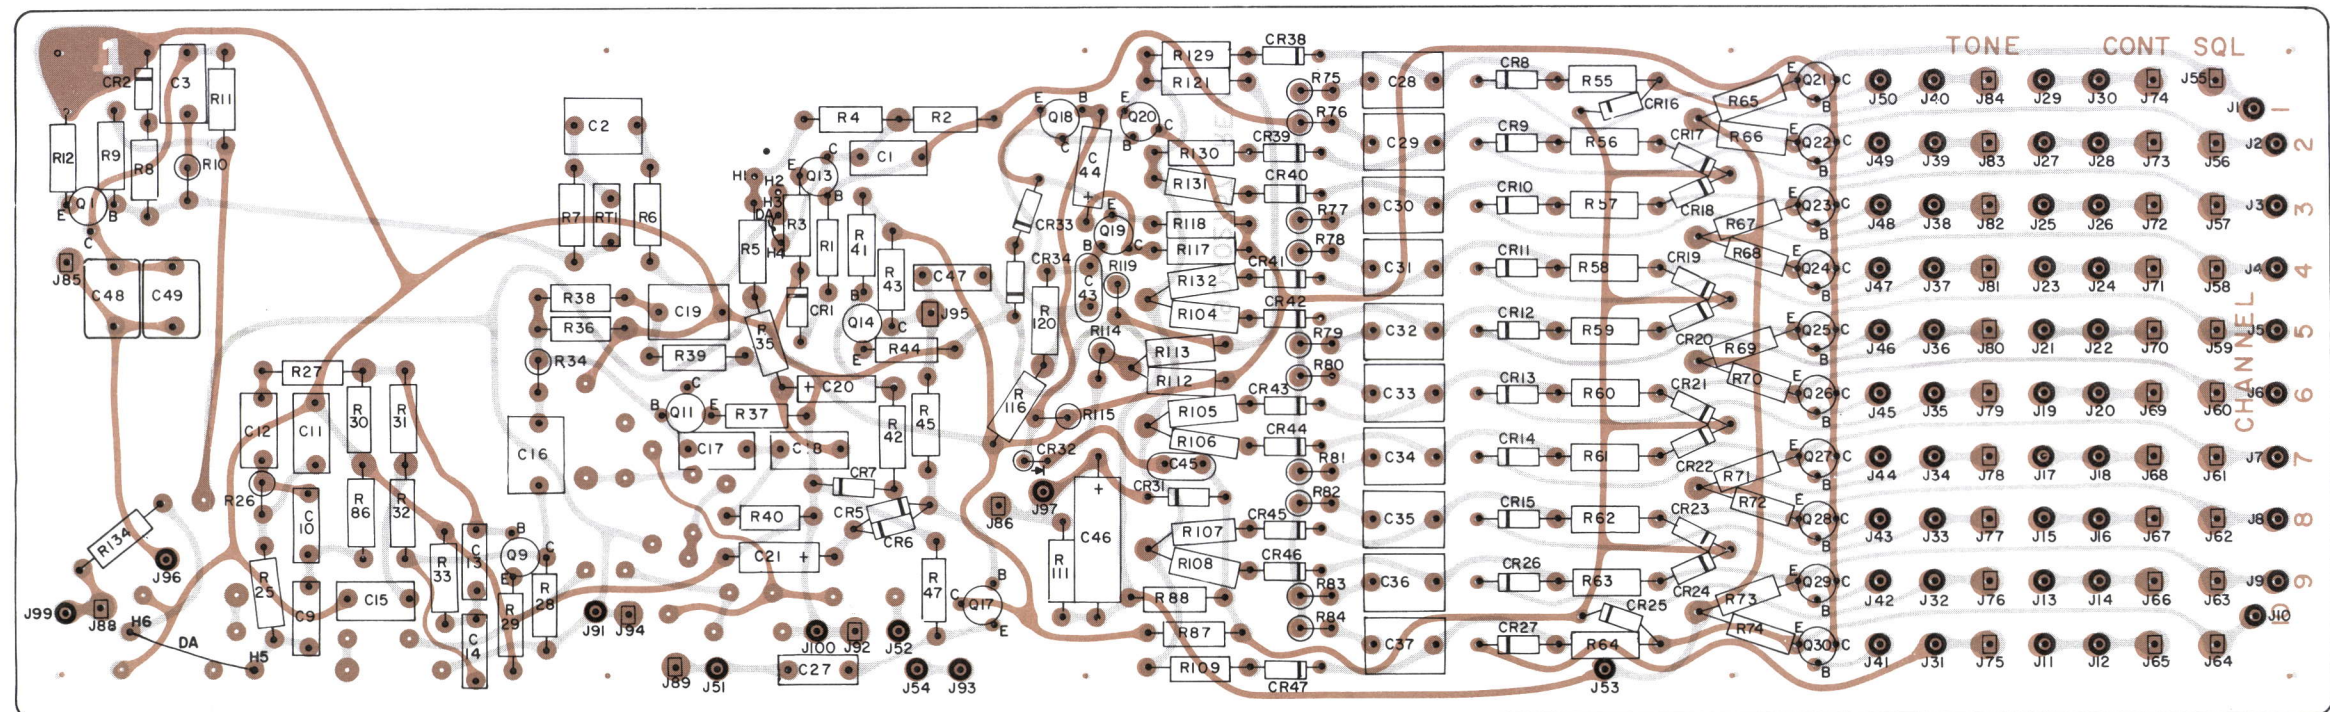 1
TONE CONT SQL
CHANNEL
1
2
3
4
5
6
7
8
9
CR2
C3
R11
R12
R9
R8
R10
Q1
E
B
C
J85
C48
C49
C2
R7
RT1
R6
R4
R2
C1
H1
H2
H3
DA
H4
E
Q13
C
B
R5
R3
R1
R41
R43
C47
J95
CR1
Q14
B
C
E
R44
R38
R36
C19
R35
R34
R39
C20
+
C
B
Q11
E
R37
R42
R45
C17
C18
CR7
CR5
CR6
R40
C21
+
R47
Q17
B
C
E
R27
R30
R31
C12
C11
R26
C10
R86
R32
R33
C13
Q9
B
C
E
C16
R134
J96
J99
J88
H6
DA
H5
R25
C9
C15
C14
R29
R28
J91
J94
J89
J51
J100
J92
J52
C27
J54
J93
E
Q18
B
C
E
Q20
C
B
C44
+
CR33
CR34
E
Q19
B
C
R119
C43
R120
R114
R116
R115
CR32
J97
J86
C45
CR31
C46
+
R111
R88
R87
R109
CR47
R129
R121
R130
R131
R118
R117
R132
R104
R113
R112
R105
R106
R107
R108
CR38
CR39
CR40
CR41
CR42
CR43
CR44
CR45
CR46
R75
R76
R77
R78
R79
R80
R81
R82
R83
R84
C28
C29
C30
C31
C32
C33
C34
C35
C36
C37
CR8
CR9
CR10
CR11
CR12
CR13
CR14
CR15
CR26
CR27
R55
R56
R57
R58
R59
R60
R61
R62
R63
R64
J53
CR16
CR17
CR18
CR19
CR20
CR21
CR22
CR23
CR24
CR25
R65
R66
R67
R68
R69
R70
R71
R72
R73
R74
E Q21 C
B
E Q22 C
B
E Q23 C
B
E Q24 C
B
E Q25 C
B
E Q26 C
B
E Q27 C
B
E Q28 C
B
E Q29 C
B
E Q30 C
B
J50 J40 J84 J29 J30 J74 J55 J1
J49 J39 J83 J27 J28 J73 J56 J2
J48 J38 J82 J25 J26 J72 J57 J3
J47 J37 J81 J23 J24 J71 J58 J4
J46 J36 J80 J21 J22 J70 J59 J5
J45 J35 J79 J19 J20 J69 J60 J6
J44 J34 J78 J17 J18 J68 J61 J7
J43 J33 J77 J15 J16 J67 J62 J8
J42 J32 J76 J13 J14 J66 J63 J9
J41 J31 J75 J11 J12 J65 J64 J10